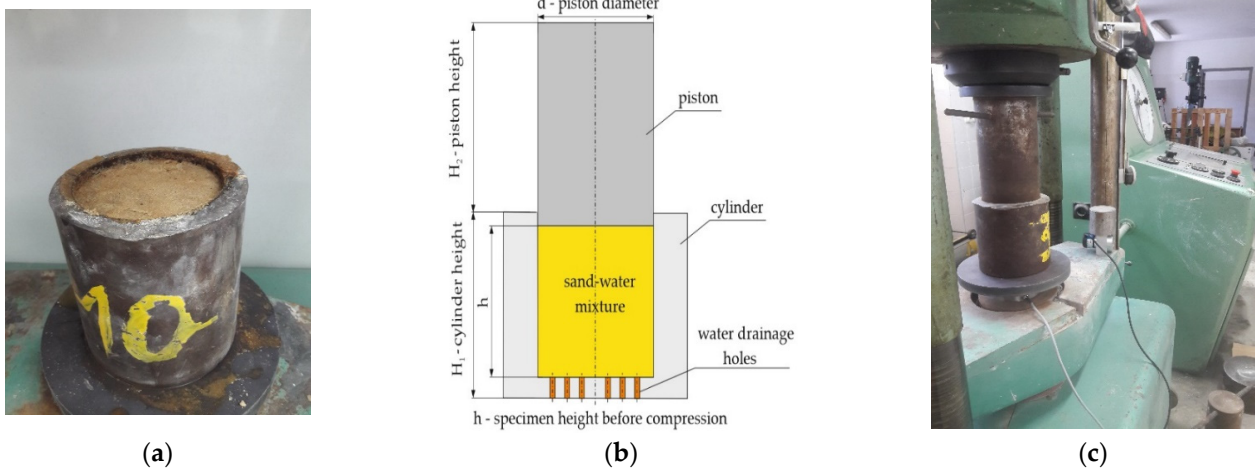 10
d - piston diameter
H₂ - piston height
piston
cylinder
H₁ - cylinder height
h
sand-water
mixture
water drainage
holes
h - specimen height before compression
(a)
(b)
(c)